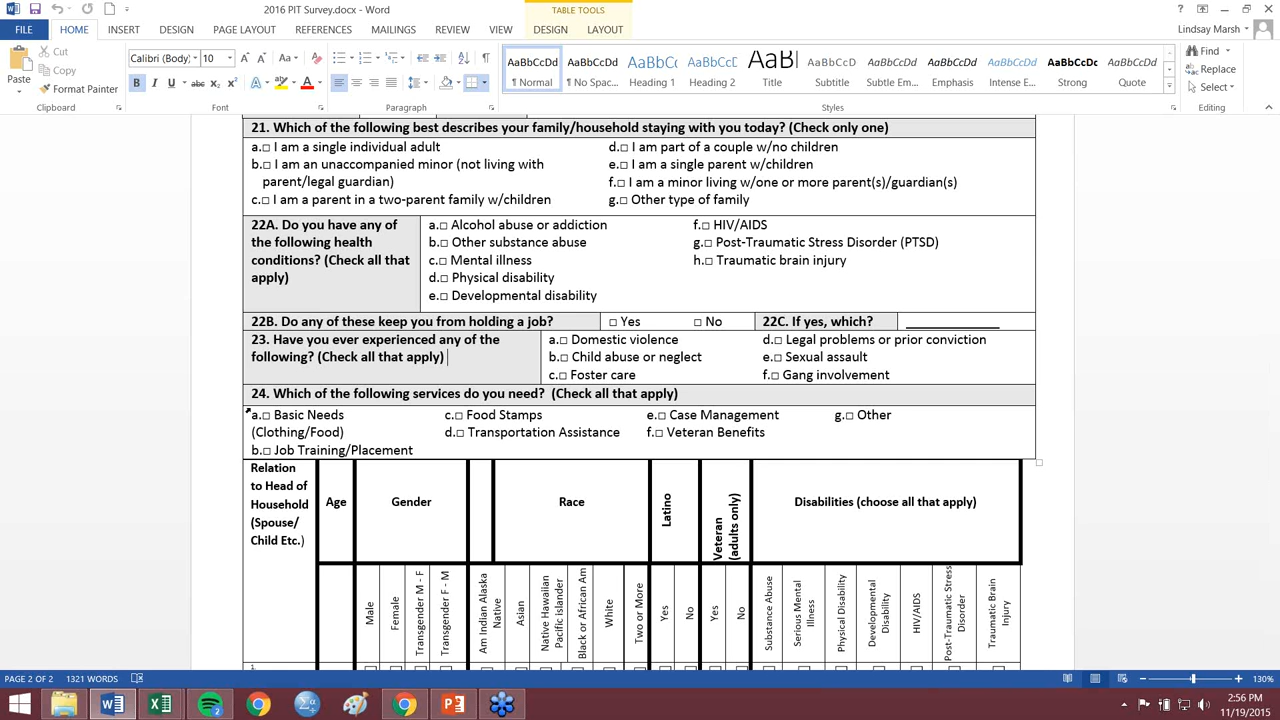 2016 PIT Survey.docx - Word
TABLE TOOLS
FILE HOME INSERT DESIGN PAGE LAYOUT REFERENCES MAILINGS REVIEW VIEW DESIGN LAYOUT
Lindsay Marsh
Paste
Cut
Copy
Format Painter
Calibri (Body) 10
AaBbCcDd AaBbCcDd AaBbCc AaBbCcD AaBl AaBbCcD AaBbCcDd AaBbCcDd AaBbCcDd AaBbCcDc AaBbCcDd
¶ Normal ¶ No Spac... Heading 1 Heading 2 Title Subtitle Subtle Em... Emphasis Intense E... Strong Quote
Find
Replace
Select
Clipboard Font Paragraph Styles Editing
21. Which of the following best describes your family/household staying with you today? (Check only one)
a.□ I am a single individual adult
b.□ I am an unaccompanied minor (not living with
parent/legal guardian)
c.□ I am a parent in a two-parent family w/children
d.□ I am part of a couple w/no children
e.□ I am a single parent w/children
f.□ I am a minor living w/one or more parent(s)/guardian(s)
g.□ Other type of family
22A. Do you have any of
the following health
conditions? (Check all that
apply)
a.□ Alcohol abuse or addiction
b.□ Other substance abuse
c.□ Mental illness
d.□ Physical disability
e.□ Developmental disability
f.□ HIV/AIDS
g.□ Post-Traumatic Stress Disorder (PTSD)
h.□ Traumatic brain injury
22B. Do any of these keep you from holding a job? □ Yes □ No 22C. If yes, which? ______________
23. Have you ever experienced any of the
following? (Check all that apply)
a.□ Domestic violence
b.□ Child abuse or neglect
c.□ Foster care
d.□ Legal problems or prior conviction
e.□ Sexual assault
f.□ Gang involvement
24. Which of the following services do you need? (Check all that apply)
a.□ Basic Needs
(Clothing/Food)
b.□ Job Training/Placement
c.□ Food Stamps
d.□ Transportation Assistance
e.□ Case Management
f.□ Veteran Benefits
g.□ Other
Relation
to Head of
Household
(Spouse/
Child Etc.)
Age
Gender
Race
Latino
Veteran
(adults only)
Disabilities (choose all that apply)
Male
Female
Transgender M - F
Transgender F - M
Am Indian Alaska
Native
Asian
Native Hawaiian
Pacific islander
Black or African Am
White
Two or More
Yes
No
Yes
No
Substance Abuse
Serious Mental
Illness
Physical Disability
Developmental
Disability
HIV/AIDS
Post-Traumatic Stress
Disorder
Traumatic Brain
Injury
PAGE 2 OF 2 1321 WORDS
130%
2:56 PM
11/19/2015